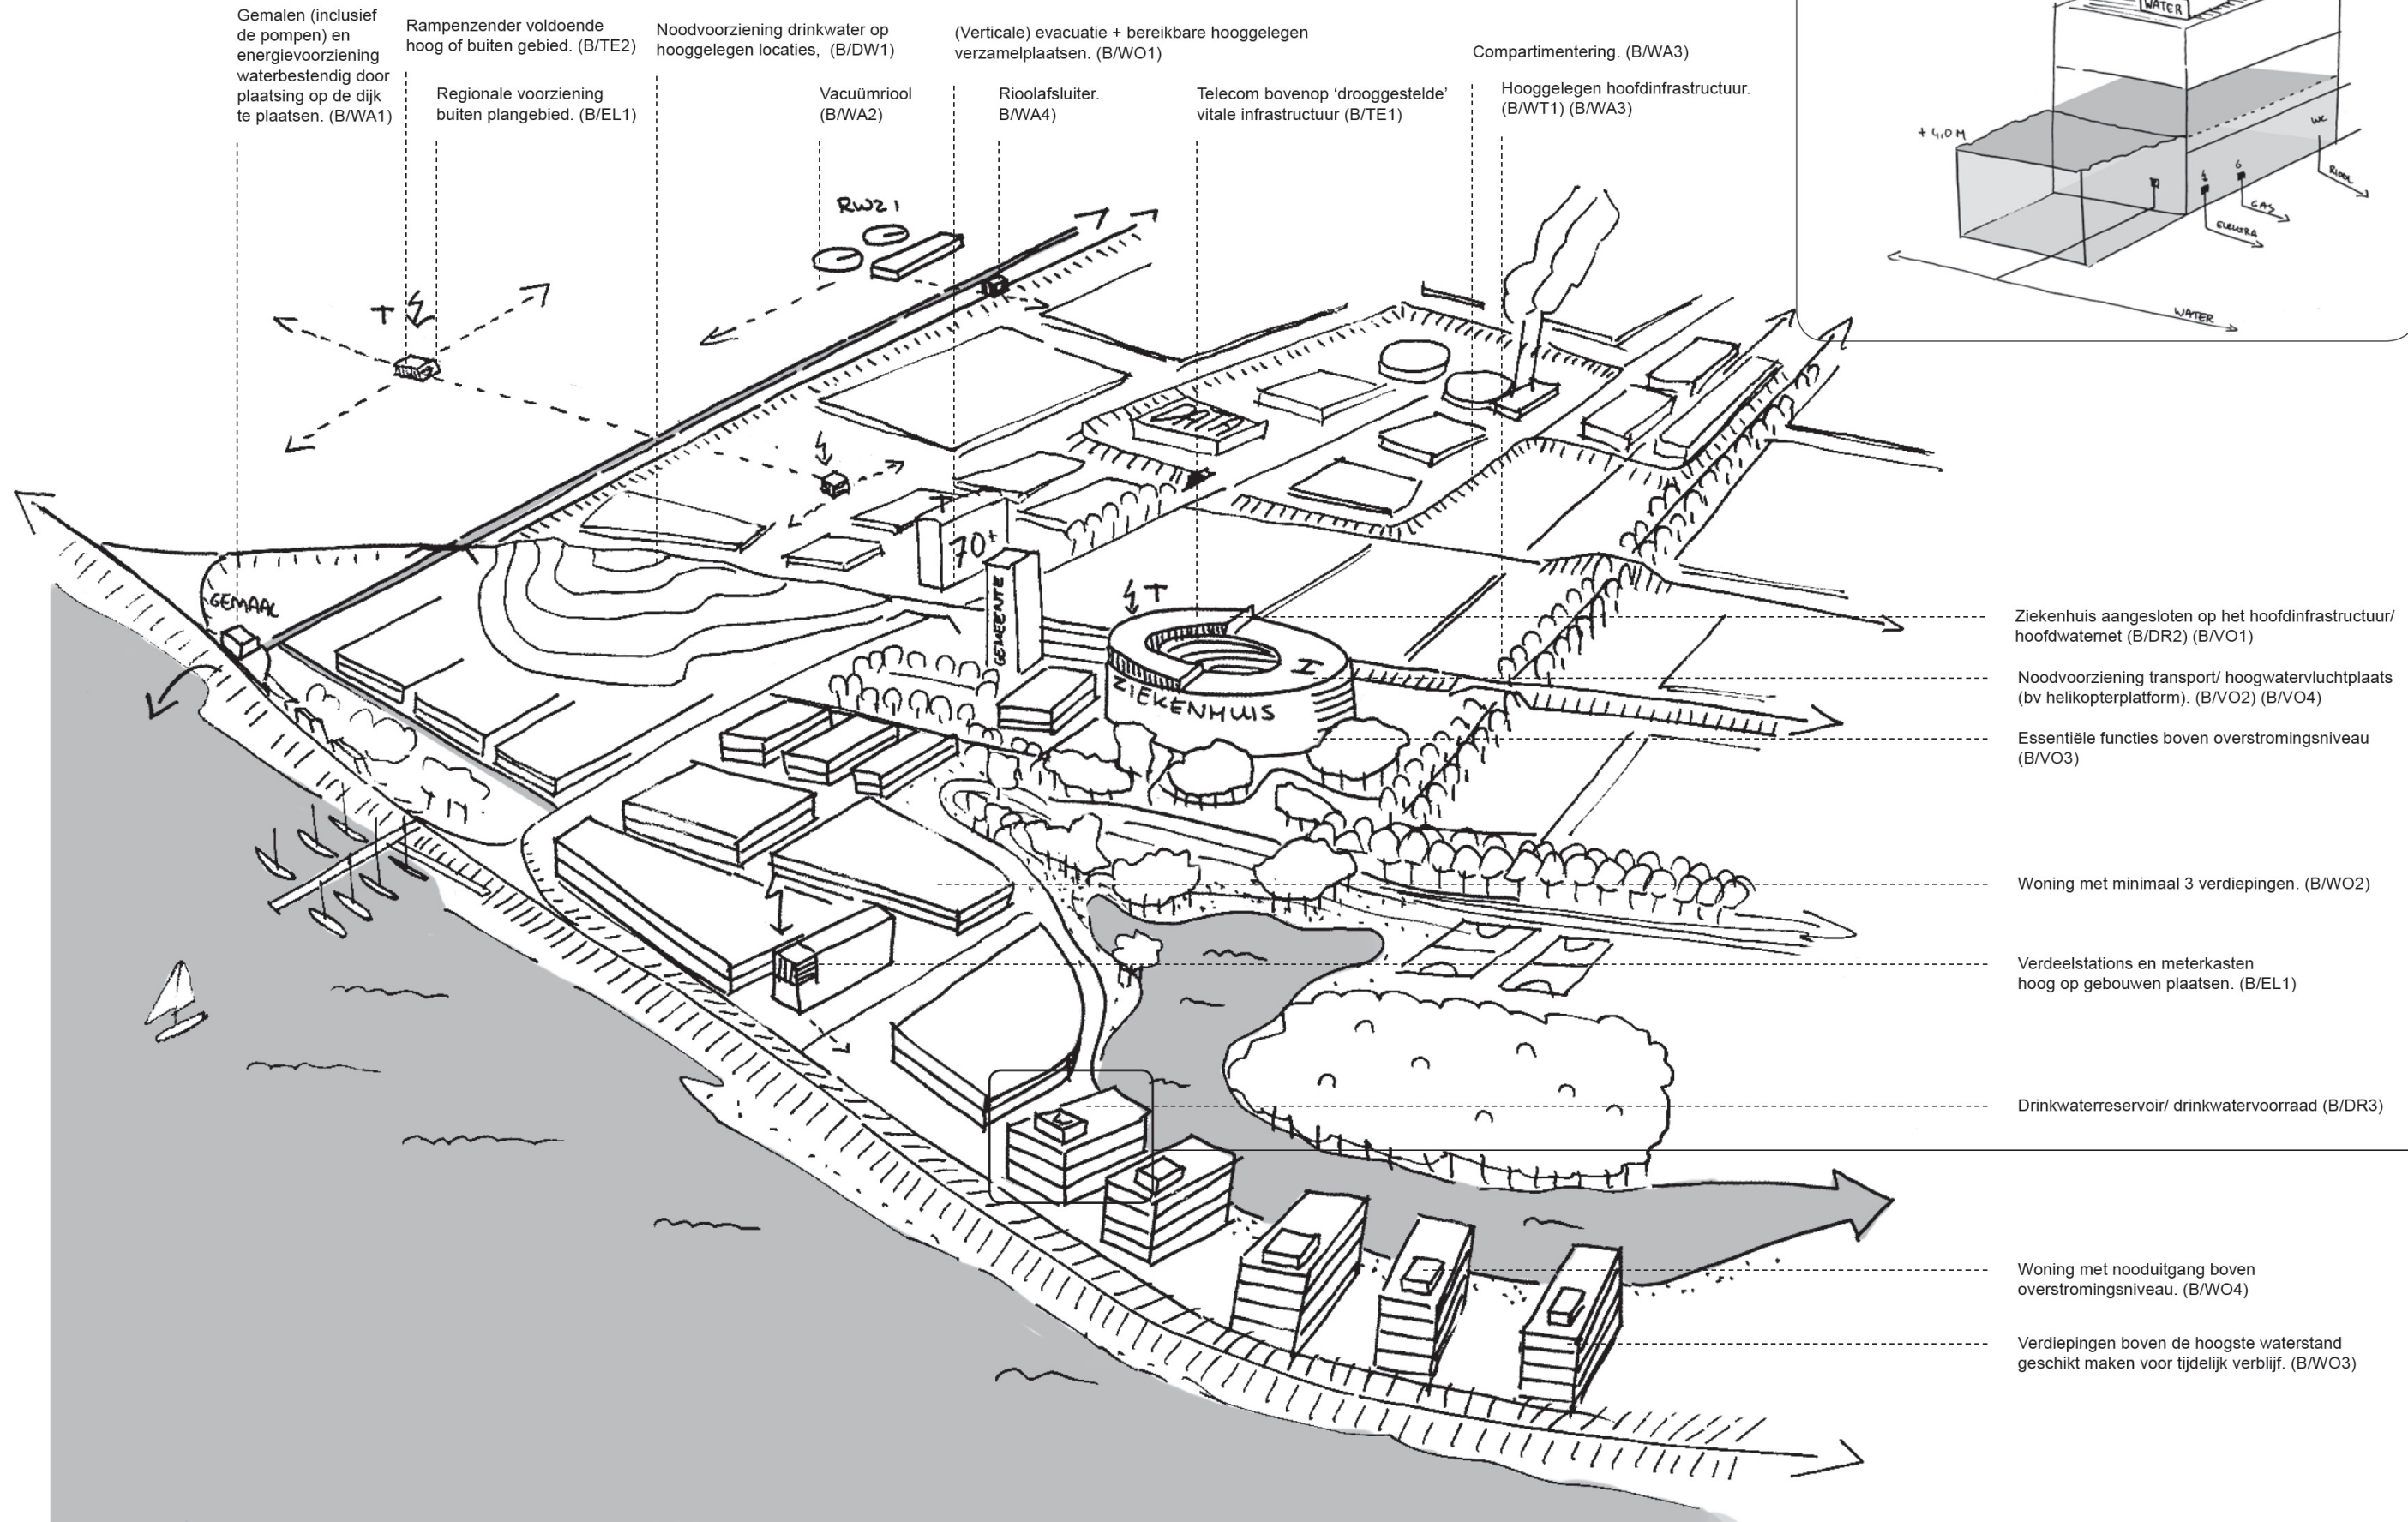 Gemalen (inclusief
de pompen) en
energievoorziening
waterbestendig door
plaatsing op de dijk
te plaatsen. (B/WA1)
Rampenzender voldoende
hoog of buiten gebied. (B/TE2)
Regionale voorziening
buiten plangebied. (B/EL1)
Noodvoorziening drinkwater op
hooggelegen locaties, (B/DW1)
Vacuümriool
(B/WA2)
(Verticale) evacuatie + bereikbare hooggelegen
verzamelplaatsen. (B/WO1)
Rioolafsluiter.
B/WA4)
Telecom bovenop ‘drooggestelde’
vitale infrastructuur (B/TE1)
Compartimentering. (B/WA3)
Hooggelegen hoofdinfrastructuur.
(B/WT1) (B/WA3)
WATER
+ 4,0 M
WC
RIOOL
G
GAS
ELEKTRA
WATER
RWZI
T
DATA
T
70+
GEMEENTE
GEMAAL
T
ZIEKENHUIS
W
Ziekenhuis aangesloten op het hoofdinfrastructuur/
hoofdwaternet (B/DR2) (B/VO1)
Noodvoorziening transport/ hoogwatervluchtplaats
(bv helikopterplatform). (B/VO2) (B/VO4)
Essentiële functies boven overstromingsniveau
(B/VO3)
Woning met minimaal 3 verdiepingen. (B/WO2)
Verdeelstations en meterkasten
hoog op gebouwen plaatsen. (B/EL1)
Drinkwaterreservoir/ drinkwatervoorraad (B/DR3)
Woning met nooduitgang boven
overstromingsniveau. (B/WO4)
Verdiepingen boven de hoogste waterstand
geschikt maken voor tijdelijk verblijf. (B/WO3)